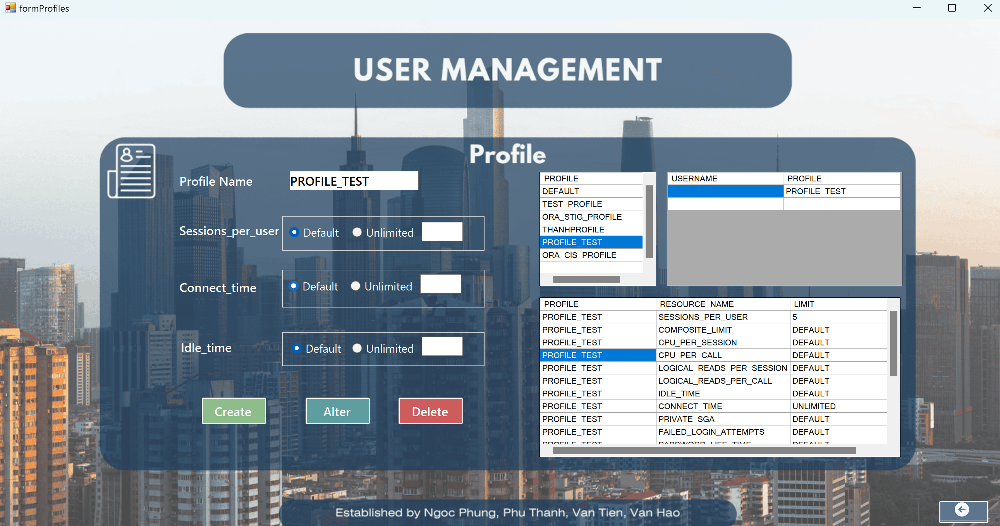 formProfiles
USER MANAGEMENT
Profile
Profile Name
PROFILE_TEST
Sessions_per_user
Default
Unlimited
Connect_time
Default
Unlimited
Idle_time
Default
Unlimited
Create
Alter
Delete
PROFILE
DEFAULT
TEST_PROFILE
ORA_STIG_PROFILE
THANHPROFILE
PROFILE_TEST
ORA_CIS_PROFILE
USERNAME PROFILE
PROFILE_TEST
PROFILE RESOURCE_NAME LIMIT
PROFILE_TEST SESSIONS_PER_USER 5
PROFILE_TEST COMPOSITE_LIMIT DEFAULT
PROFILE_TEST CPU_PER_SESSION DEFAULT
PROFILE_TEST CPU_PER_CALL DEFAULT
PROFILE_TEST LOGICAL_READS_PER_SESSION DEFAULT
PROFILE_TEST LOGICAL_READS_PER_CALL DEFAULT
PROFILE_TEST IDLE_TIME DEFAULT
PROFILE_TEST CONNECT_TIME UNLIMITED
PROFILE_TEST PRIVATE_SGA DEFAULT
PROFILE_TEST FAILED_LOGIN_ATTEMPTS DEFAULT
PROFILE_TEST PASSWORD_LIFE_TIME DEFAULT
Established by Ngoc Phung, Phu Thanh, Van Tien, Van Hao